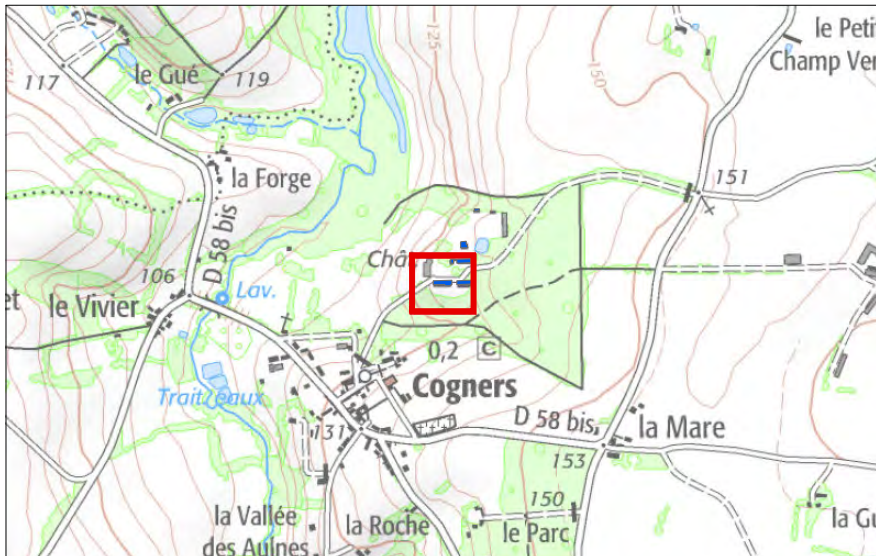 le Petit
Champ Ver
125
150
117
le Gué
119
la Forge
151
D 58 bis
Chât
106
le Vivier
Lav.
et
0,2
C
Cogners
Trait. eaux
131
D 58 bis
la Mare
153
150
la Vallée
des Aulnes
la Roche
le Parc
la Gu